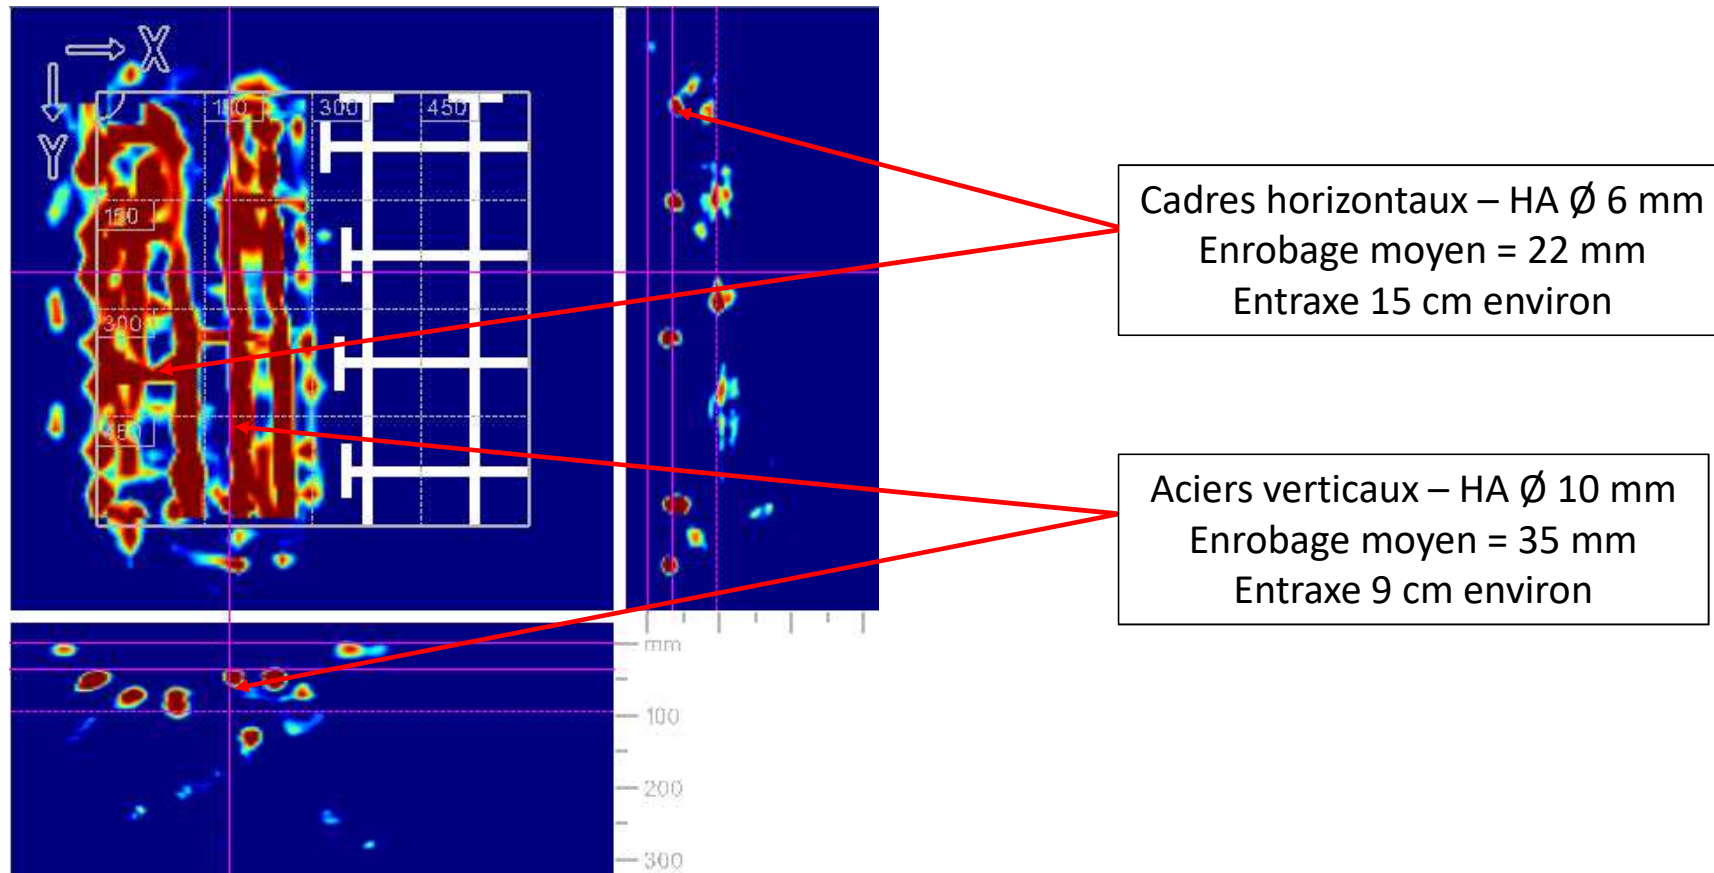 X
Y
150
300
450
150
300
450
Cadres horizontaux – HA Ø 6 mm
Enrobage moyen = 22 mm
Entraxe 15 cm environ
Aciers verticaux – HA Ø 10 mm
Enrobage moyen = 35 mm
Entraxe 9 cm environ
mm
100
200
300